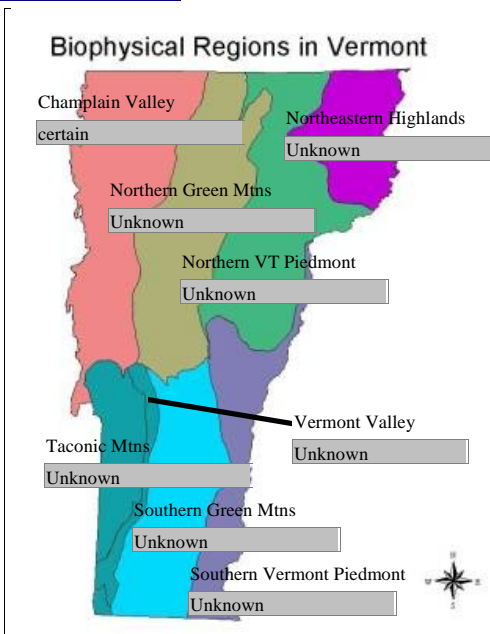 Biophysical Regions in Vermont
Champlain Valley
certain
Northeastern Highlands
Unknown
Northern Green Mtns
Unknown
Northern VT Piedmont
Unknown
Vermont Valley
Unknown
Taconic Mtns
Unknown
Southern Green Mtns
Unknown
Southern Vermont Piedmont
Unknown
N
W
E
S